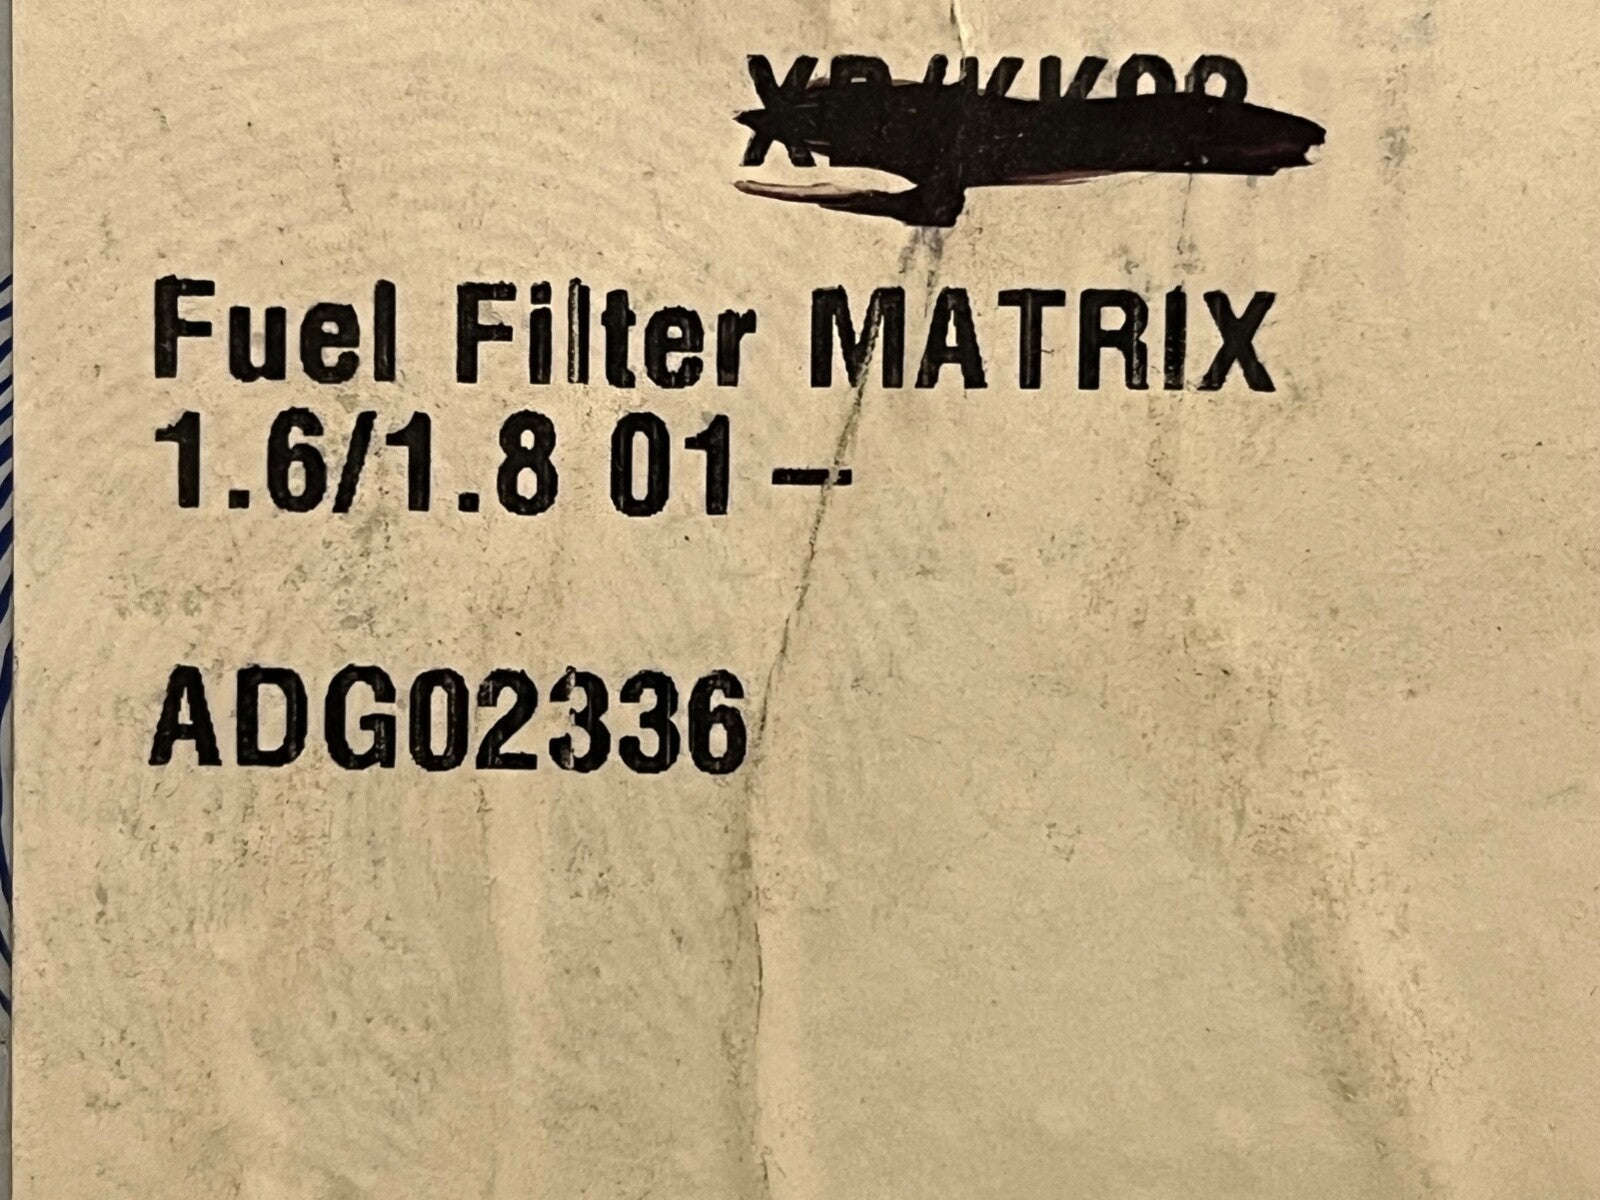 Fuel Filter MATRIX
1.6/1.8 01-
ADG02336